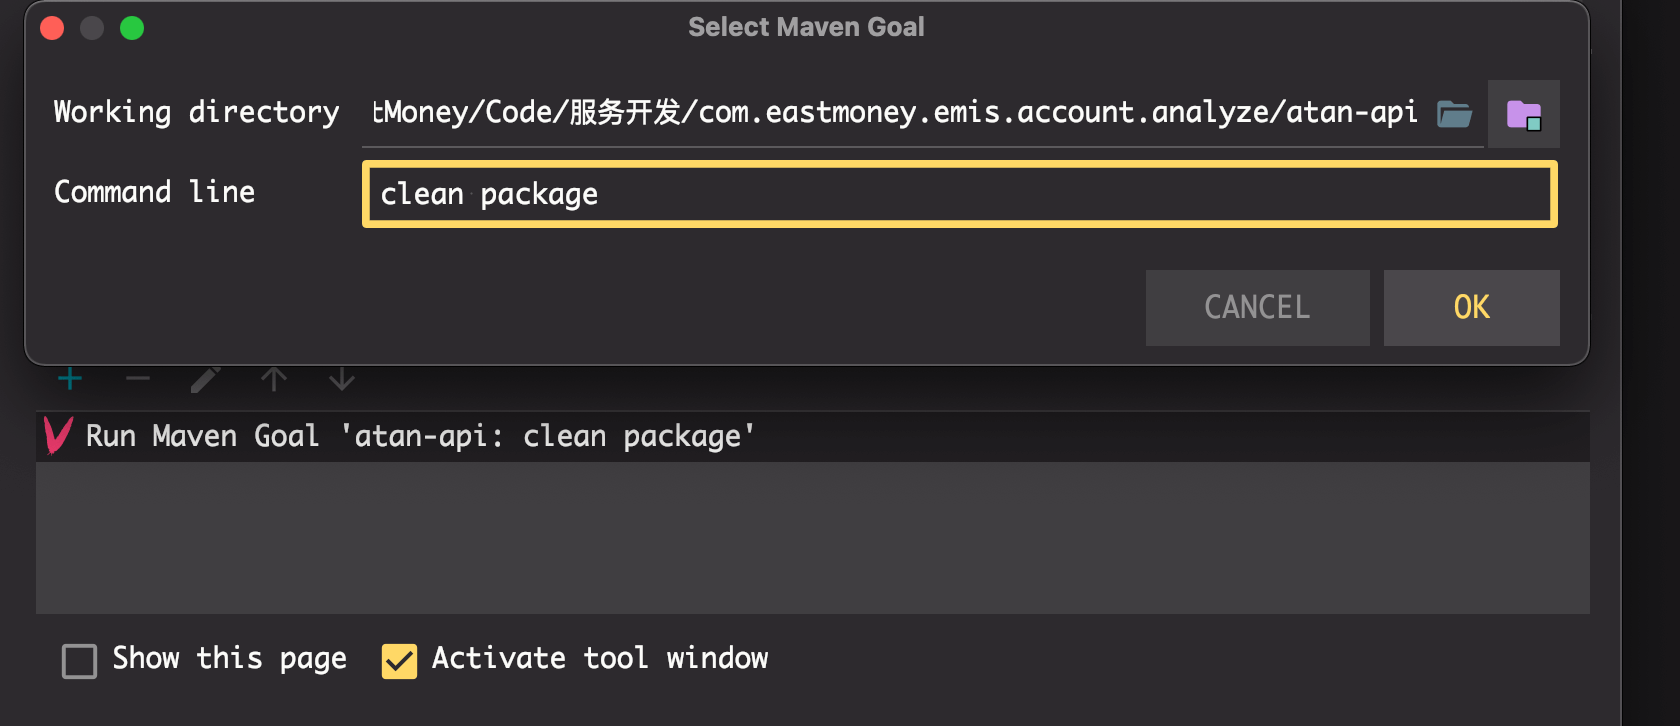 Select Maven Goal
Working directory tMoney/Code/服务开发/com.eastmoney.emis.account.analyze/atan-api
Command line clean package
CANCEL OK
Run Maven Goal 'atan-api: clean package'
Show this page Activate tool window